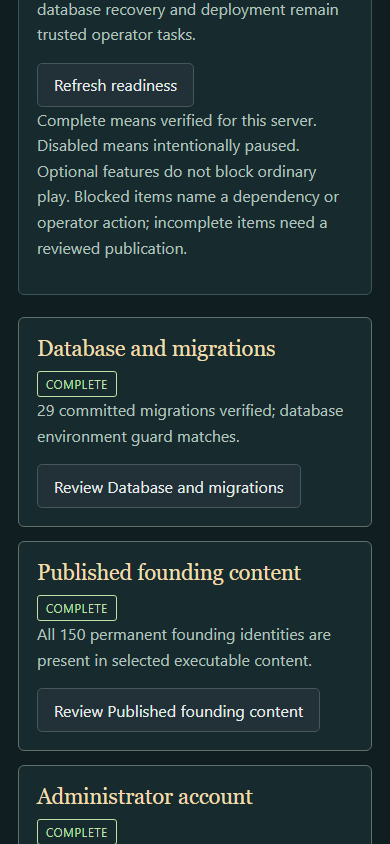 database recovery and deployment remain
trusted operator tasks.
Refresh readiness
Complete means verified for this server.
Disabled means intentionally paused.
Optional features do not block ordinary
play. Blocked items name a dependency or
operator action; incomplete items need a
reviewed publication.
Database and migrations
COMPLETE
29 committed migrations verified; database
environment guard matches.
Review Database and migrations
Published founding content
COMPLETE
All 150 permanent founding identities are
present in selected executable content.
Review Published founding content
Administrator account
COMPLETE